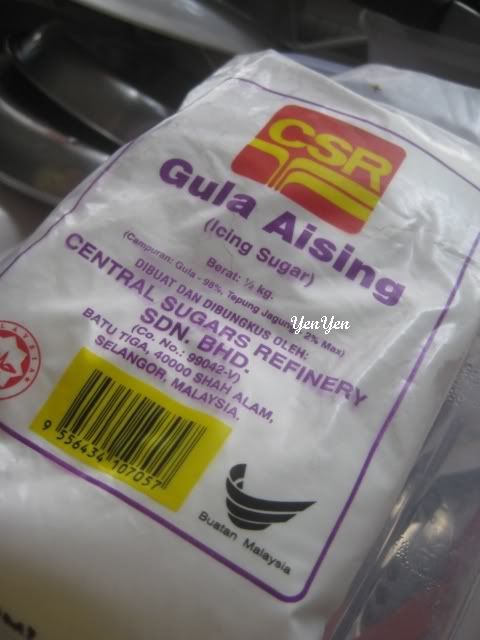 CSR
Gula Aising
(Icing Sugar)
Berat: ½ kg.
(Campuran: Gula - 98%, Tepung Jagung - 2% Max)
DIBUAT DAN DIBUNGKUS OLEH:
CENTRAL SUGARS REFINERY
SDN. BHD.
(Co. No.: 99042-V)
BATU TIGA, 40000 SHAH ALAM,
SELANGOR, MALAYSIA.
YenYen
9 556434 107057
Buatan Malaysia